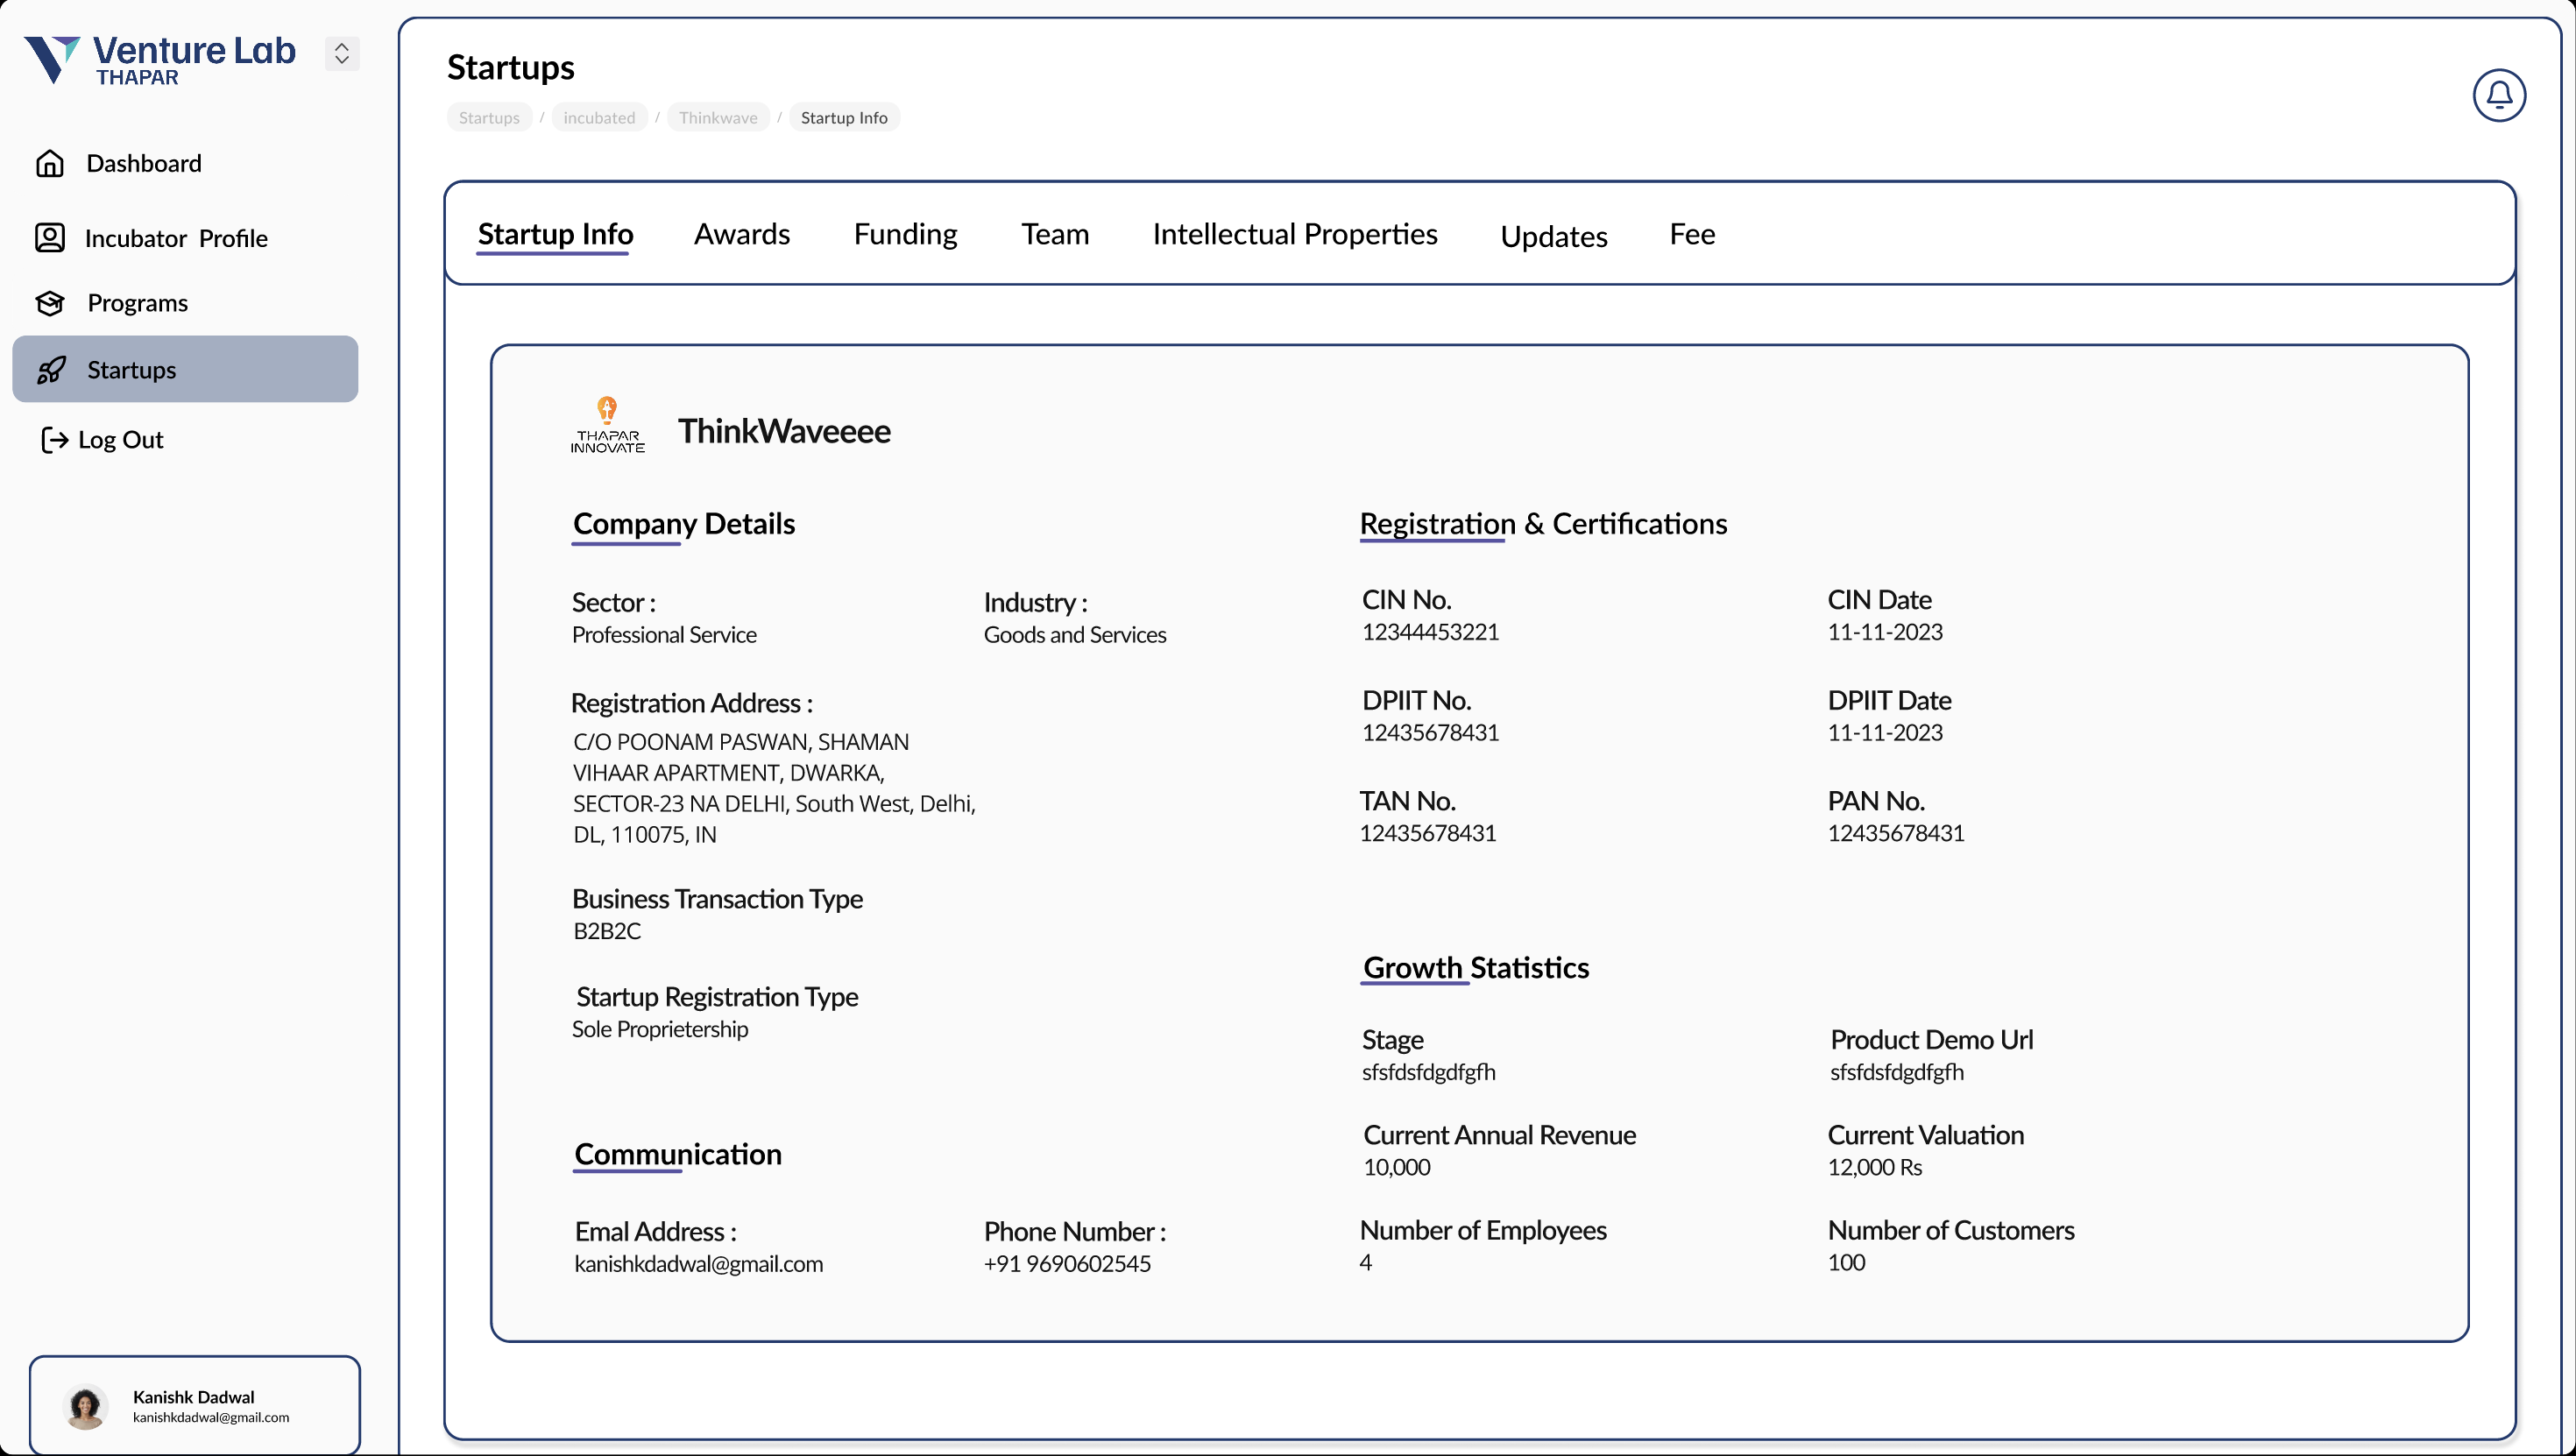 Venture Lab
THAPAR
Dashboard
Incubator Profile
Programs
Startups
Log Out
Kanishk Dadwal
kanishkdadwal@gmail.com
Startups
Startups / incubated / Thinkwave / Startup Info
Startup Info Awards Funding Team Intellectual Properties Updates Fee
THAPAR
INNOVATE
ThinkWaveeee
Company Details
Sector :
Professional Service
Industry :
Goods and Services
Registration Address :
C/O POONAM PASWAN, SHAMAN
VIHAAR APARTMENT, DWARKA,
SECTOR-23 NA DELHI, South West, Delhi,
DL, 110075, IN
Business Transaction Type
B2B2C
Startup Registration Type
Sole Proprietership
Communication
Emal Address :
kanishkdadwal@gmail.com
Phone Number :
+91 9690602545
Registration & Certifications
CIN No.
12344453221
CIN Date
11-11-2023
DPIIT No.
12435678431
DPIIT Date
11-11-2023
TAN No.
12435678431
PAN No.
12435678431
Growth Statistics
Stage
sfsfdsfdgdfgfh
Product Demo Url
sfsfdsfdgdfgfh
Current Annual Revenue
10,000
Current Valuation
12,000 Rs
Number of Employees
4
Number of Customers
100